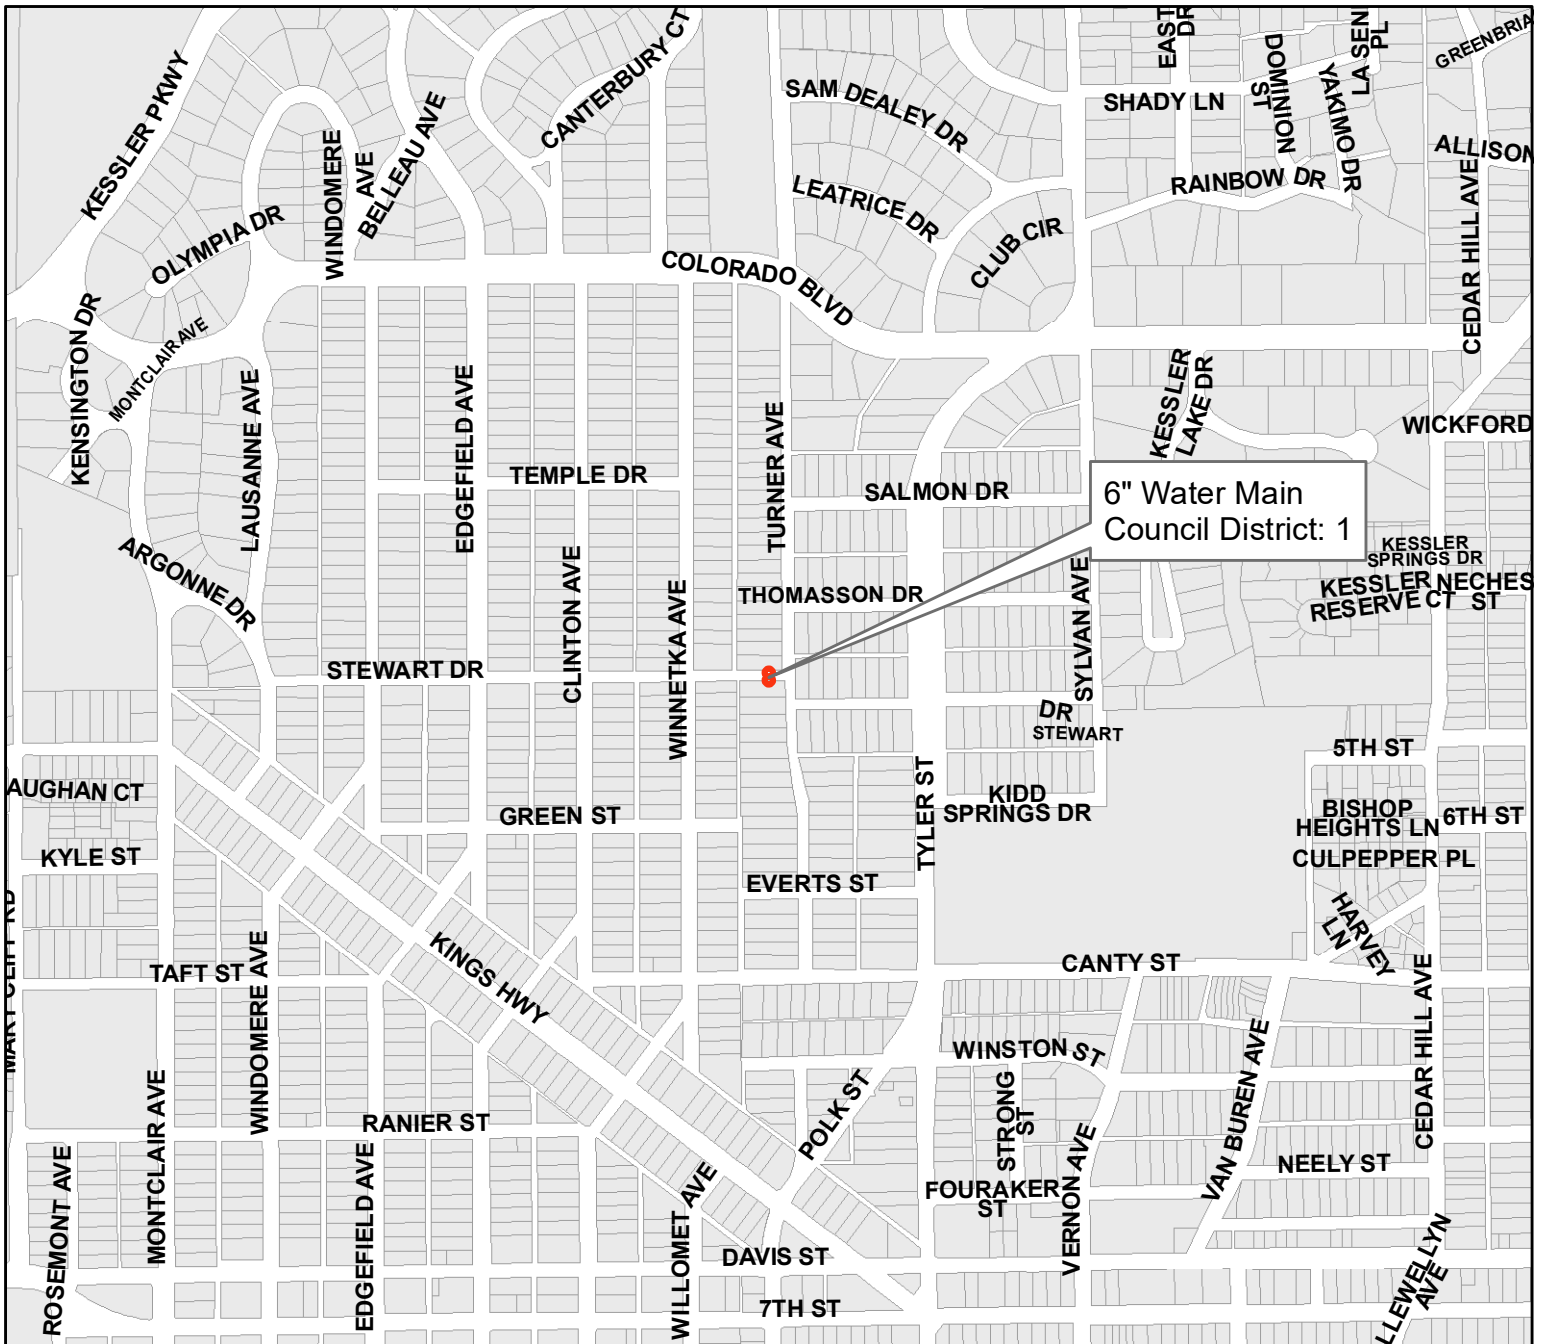 EAST
DR
LA SEN
PL
GREENBRIA
DOMINION
ST
YAKIMO DR
CANTERBURY CT
KESSLER PKWY
SAM DEALEY DR
SHADY LN
BELLEAU AVE
WINDOMERE
AVE
ALLISON
LEATRICE DR
RAINBOW DR
OLYMPIA DR
CLUB CIR
CEDAR HILL AVE
COLORADO BLVD
KENSINGTON DR
MONTCLAIR AVE
LAUSANNE AVE
EDGEFIELD AVE
TURNER AVE
KESSLER
LAKE DR
WICKFORD
TEMPLE DR
SALMON DR
6" Water Main
Council District: 1
ARGONNE DR
CLINTON AVE
WINNETKA AVE
THOMASSON DR
SYLVAN AVE
KESSLER
SPRINGS DR
KESSLER
RESERVE CT
NECHES
ST
STEWART DR
DR
STEWART
5TH ST
AUGHAN CT
GREEN ST
TYLER ST
KIDD
SPRINGS DR
BISHOP
HEIGHTS LN
6TH ST
KYLE ST
CULPEPPER PL
EVERTS ST
HARVEY
LN
KINGS HWY
TAFT ST
WINDOMERE AVE
CANTY ST
CEDAR HILL AVE
WINSTON ST
VAN BUREN AVE
MONTCLAIR AVE
STRONG
ST
POLK ST
RANIER ST
VERNON AVE
NEELY ST
ROSEMONT AVE
EDGEFIELD AVE
WILLOMET AVE
FOURAKER
ST
DAVIS ST
LLEWELLYN
AVE
7TH ST